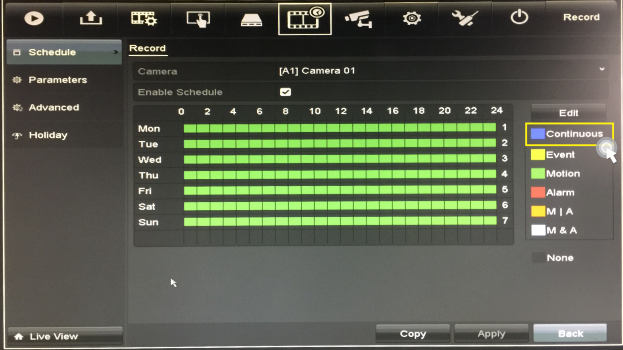 Record
Schedule
Parameters
Advanced
Holiday
Live View
Record
Camera [A1] Camera 01
Enable Schedule
0 2 4 6 8 10 12 14 16 18 20 22 24
Mon 1
Tue 2
Wed 3
Thu 4
Fri 5
Sat 6
Sun 7
Edit
Continuous
Event
Motion
Alarm
M | A
M & A
None
Copy Apply Back